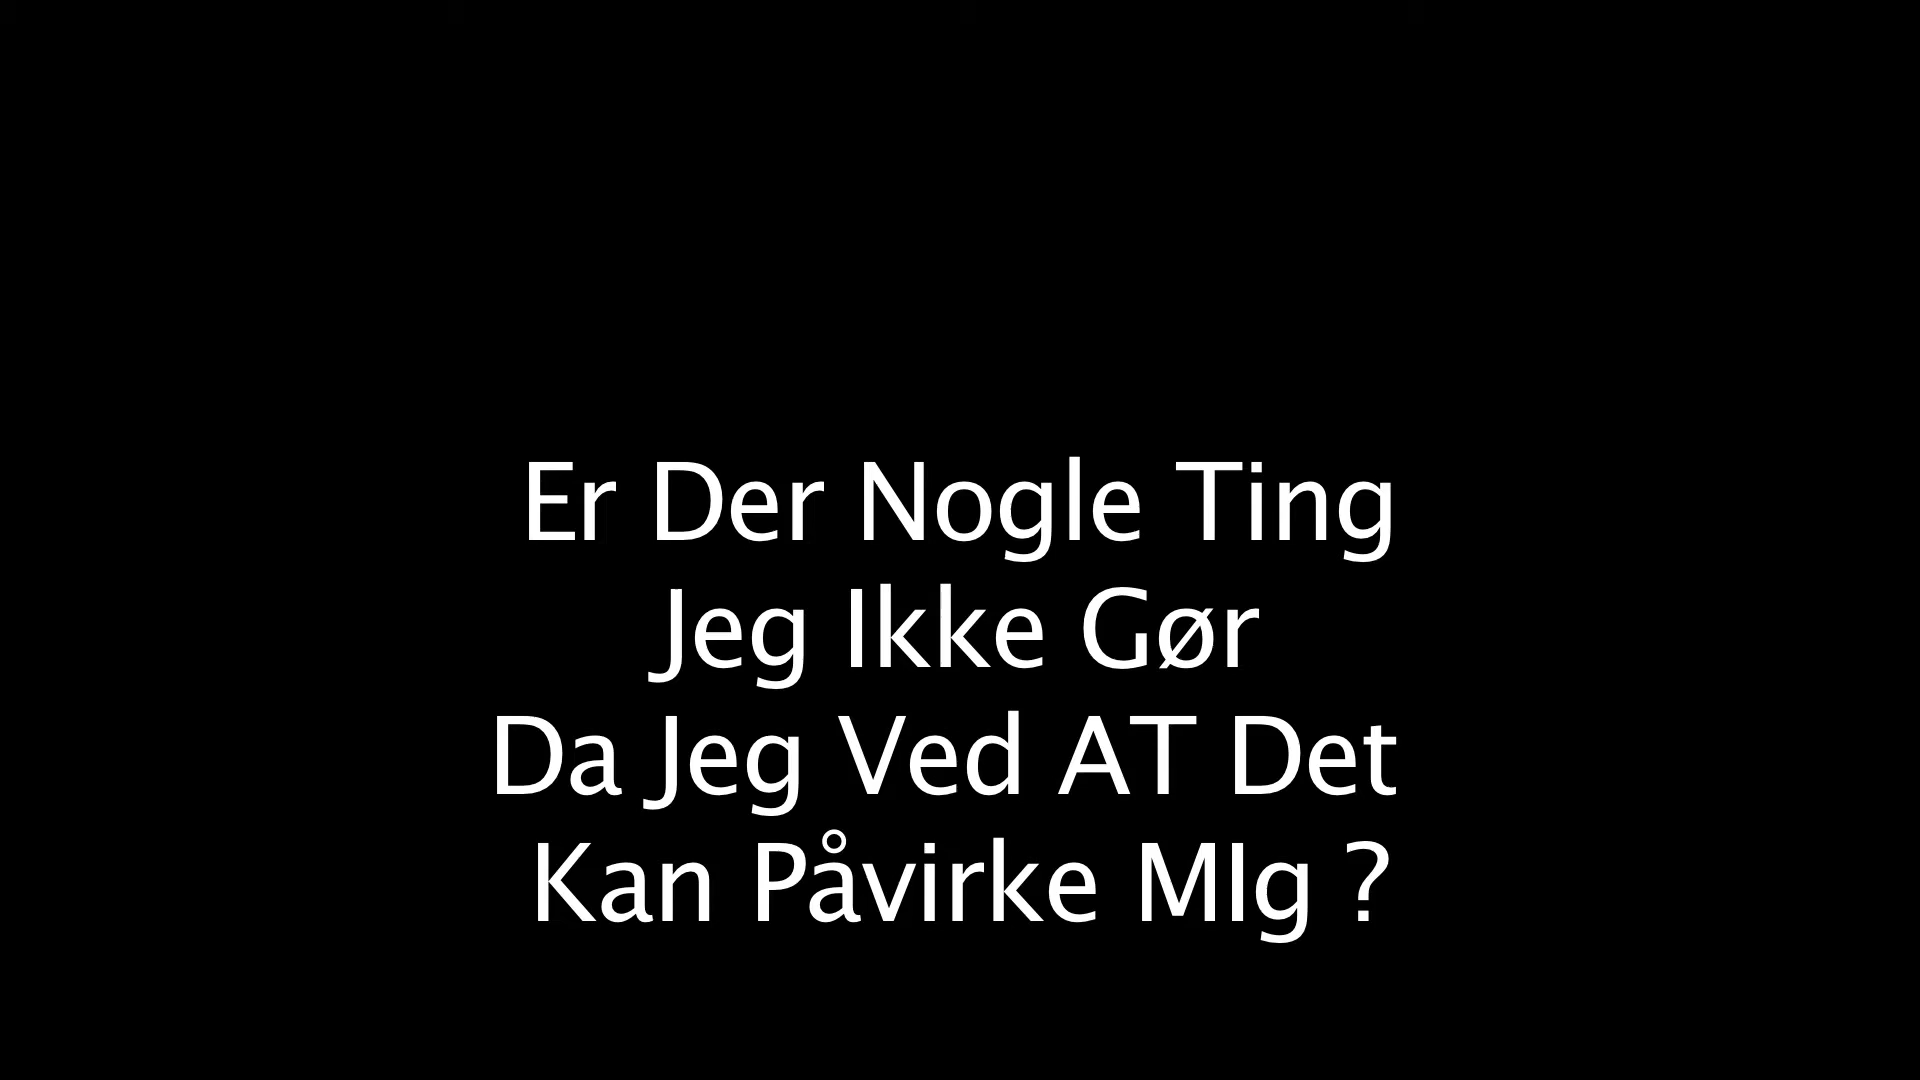 Er Der Nogle Ting
Jeg Ikke Gør
Da Jeg Ved AT Det
Kan Påvirke MIg ?